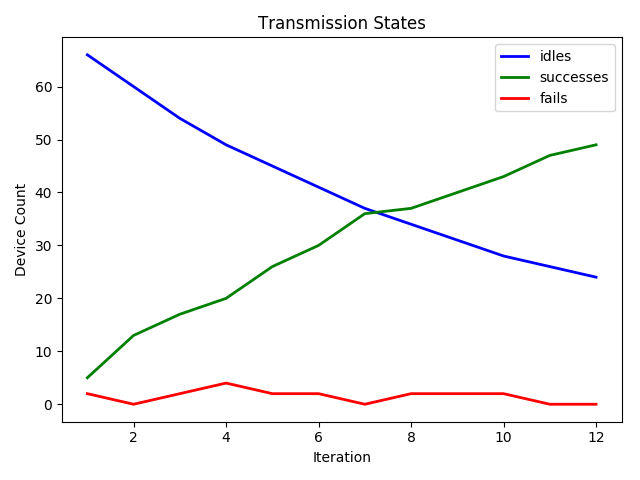 Transmission States
idles
successes
fails
Device Count
60
50
40
30
20
10
0
2 4 6 8 10 12
Iteration